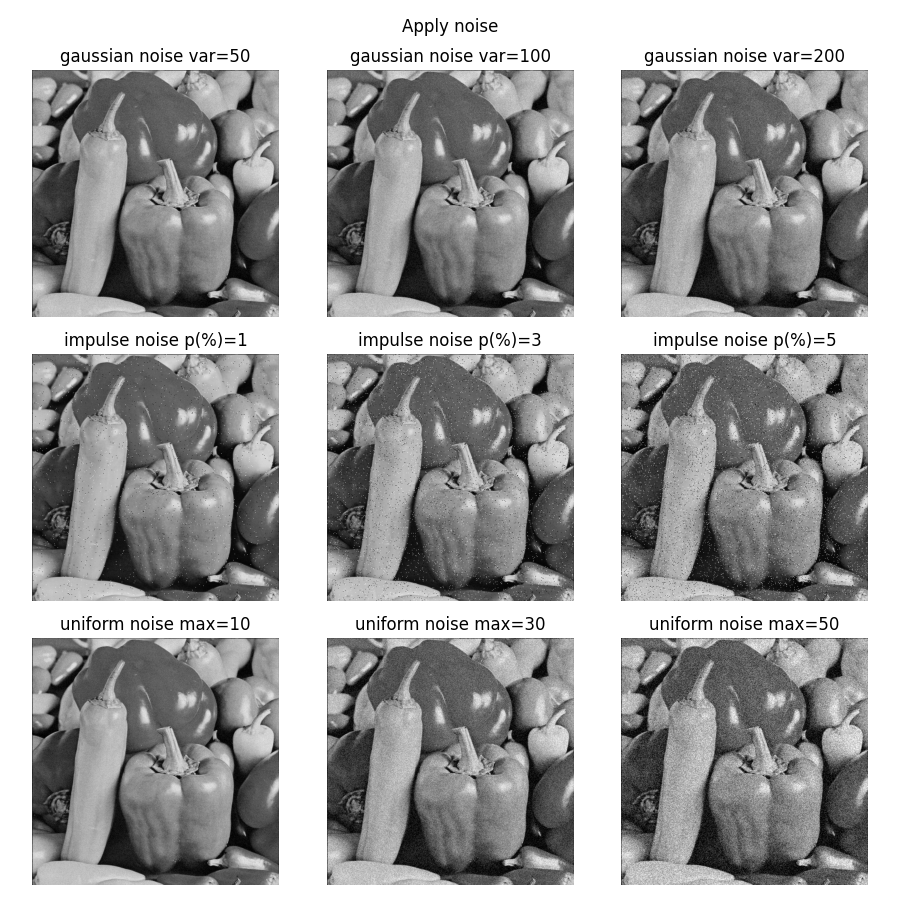 Apply noise
gaussian noise var=50
gaussian noise var=100
gaussian noise var=200
impulse noise p(%)=1
impulse noise p(%)=3
impulse noise p(%)=5
uniform noise max=10
uniform noise max=30
uniform noise max=50